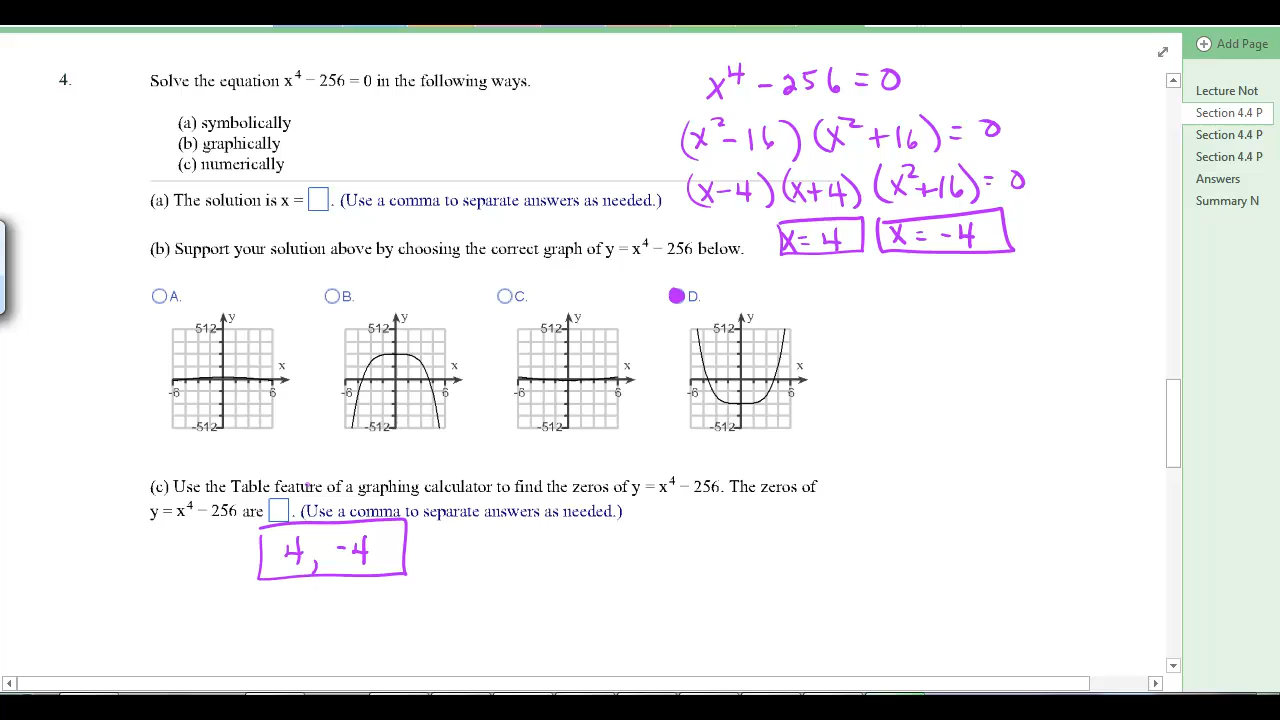 Add Page
Lecture Not
Section 4.4 P
Section 4.4 P
Section 4.4 P
Answers
Summary N
4.
Solve the equation x⁴ − 256 = 0 in the following ways.
(a) symbolically
(b) graphically
(c) numerically
x⁴ − 256 = 0
(x² − 16) (x² + 16) = 0
(x − 4) (x + 4) (x² + 16) = 0
x = 4 x = −4
(a) The solution is x = . (Use a comma to separate answers as needed.)
(b) Support your solution above by choosing the correct graph of y = x⁴ − 256 below.
A. B. C. D.
y y y y
512 512 512 512
x x x x
-6 6 -6 6 -6 6 -6 6
-512 -512 -512 -512
(c) Use the Table feature of a graphing calculator to find the zeros of y = x⁴ − 256. The zeros of
y = x⁴ − 256 are . (Use a comma to separate answers as needed.)
4, −4